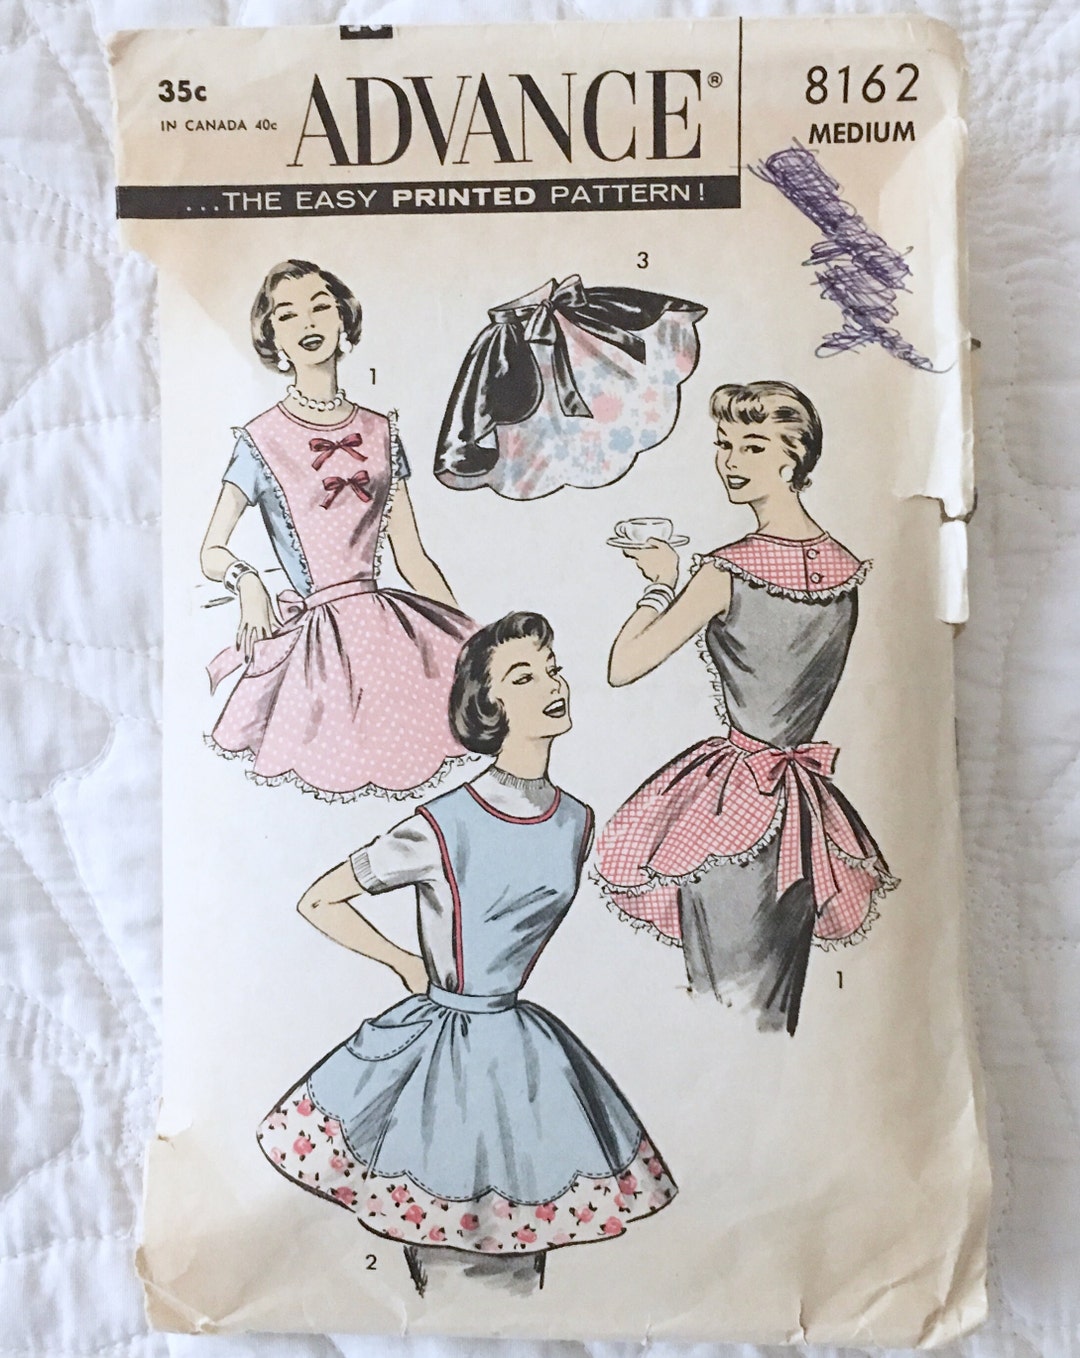 35c
IN CANADA 40c
ADVANCE®
8162
MEDIUM
...THE EASY PRINTED PATTERN!
3
1
1
2